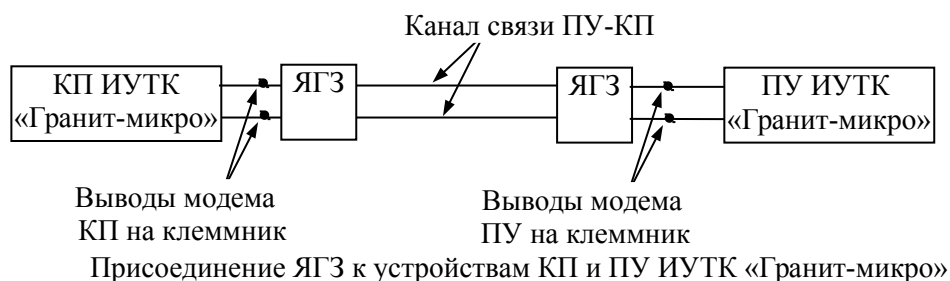 Канал связи ПУ-КП
КП ИУТК
«Гранит-микро»
ЯГЗ
ЯГЗ
ПУ ИУТК
«Гранит-микро»
Выводы модема
КП на клеммник
Выводы модема
ПУ на клеммник
Присоединение ЯГЗ к устройствам КП и ПУ ИУТК «Гранит-микро»